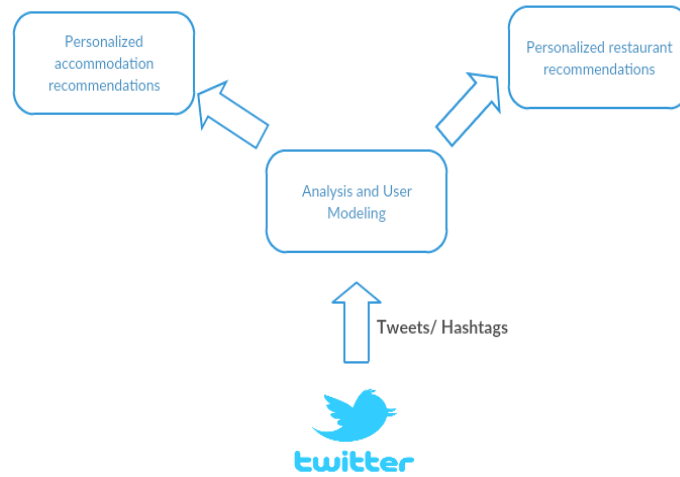 Personalized
accommodation
recommendations
Personalized restaurant
recommendations
Analysis and User
Modeling
Tweets/ Hashtags
twitter